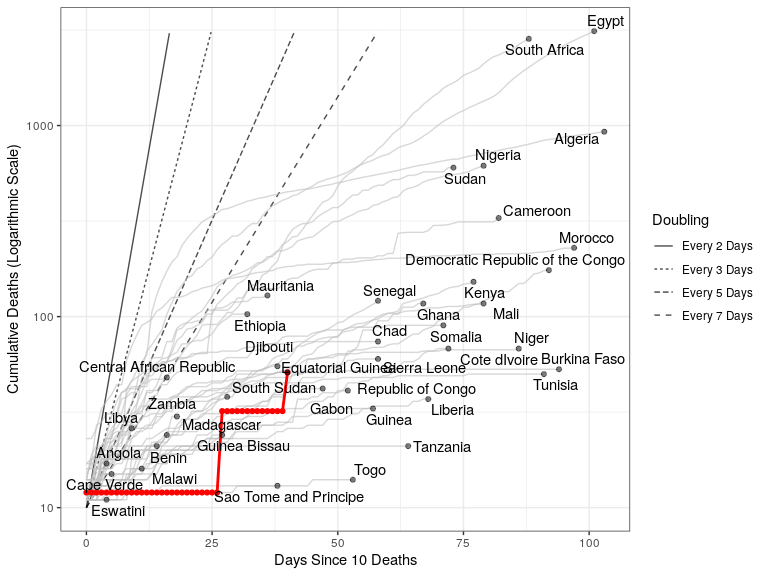 Egypt
South Africa
1000
Algeria
Nigeria
Sudan
Cameroon
Morocco
Democratic Republic of the Congo
Mauritania
Senegal
Kenya
100
Ghana
Mali
Ethiopia
Chad
Somalia
Niger
Djibouti
Cote dIvoire
Burkina Faso
Central African Republic
Equatorial Guinea
Sierra Leone
Tunisia
South Sudan
Republic of Congo
Zambia
Gabon
Liberia
Libya
Madagascar
Guinea
Guinea Bissau
Tanzania
Angola
Benin
Togo
Cape Verde
Malawi
Sao Tome and Principe
10
Eswatini
0
25
50
75
100
Days Since 10 Deaths
Cumulative Deaths (Logarithmic Scale)
Doubling
Every 2 Days
Every 3 Days
Every 5 Days
Every 7 Days